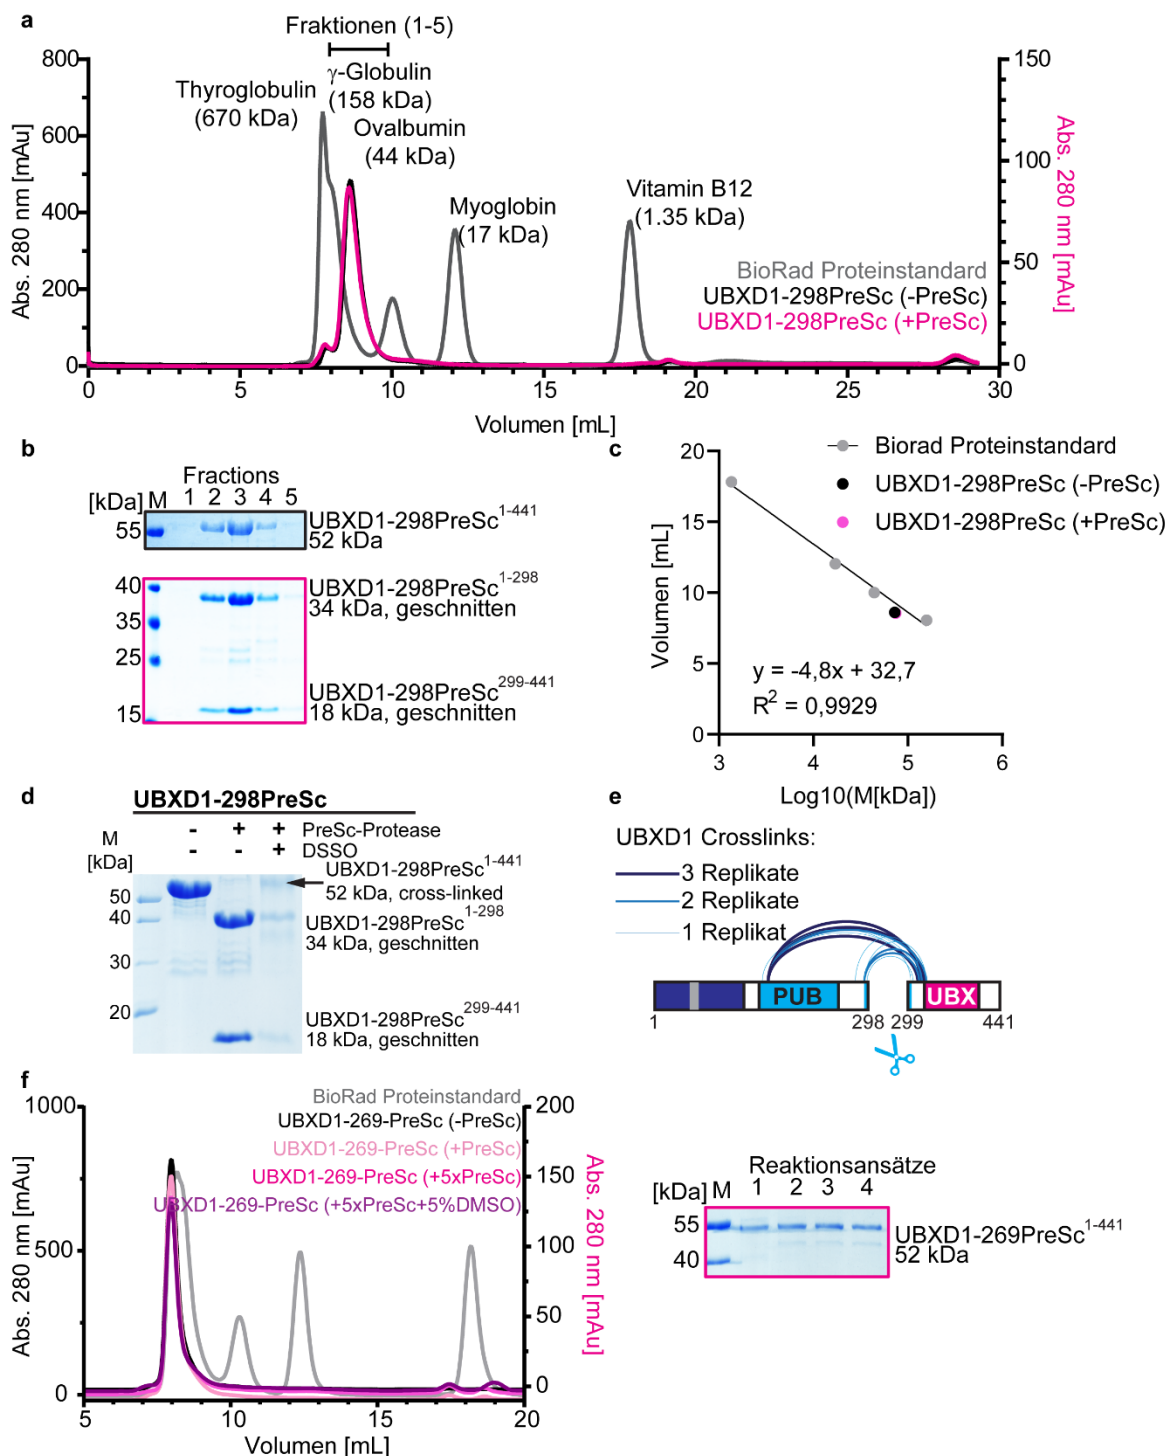 a
Fraktionen (1-5)
800
600
400
200
0
Abs. 280 nm [mAu]
Thyroglobulin
(670 kDa)
γ-Globulin
(158 kDa)
Ovalbumin
(44 kDa)
Myoglobin
(17 kDa)
Vitamin B12
(1.35 kDa)
BioRad Proteinstandard
UBXD1-298PreSc (-PreSc)
UBXD1-298PreSc (+PreSc)
150
100
50
0
Abs. 280 nm [mAu]
0 5 10 15 20 25 30
Volumen [mL]
b
Fractions
[kDa] M 1 2 3 4 5
55
UBXD1-298PreSc1-441
52 kDa
40
35
25
15
UBXD1-298PreSc1-298
34 kDa, geschnitten
UBXD1-298PreSc299-441
18 kDa, geschnitten
c
Biorad Proteinstandard
UBXD1-298PreSc (-PreSc)
UBXD1-298PreSc (+PreSc)
20
15
10
5
0
Volumen [mL]
y = -4,8x + 32,7
R2 = 0,9929
3 4 5 6
Log10(M[kDa])
d
UBXD1-298PreSc
- + + PreSc-Protease
- - + DSSO
M
[kDa]
50
40
30
20
UBXD1-298PreSc1-441
52 kDa, cross-linked
UBXD1-298PreSc1-298
34 kDa, geschnitten
UBXD1-298PreSc299-441
18 kDa, geschnitten
e
UBXD1 Crosslinks:
3 Replikate
2 Replikate
1 Replikat
PUB
UBX
1 298 299 441
f
BioRad Proteinstandard
UBXD1-269-PreSc (-PreSc)
UBXD1-269-PreSc (+PreSc)
UBXD1-269-PreSc (+5xPreSc)
UBXD1-269-PreSc (+5xPreSc+5%DMSO)
1000
500
0
Abs. 280 nm [mAu]
200
150
100
50
0
Abs. 280 nm [mAu]
5 10 15 20
Volumen [mL]
Reaktionsansätze
[kDa] M 1 2 3 4
55
40
UBXD1-269PreSc1-441
52 kDa